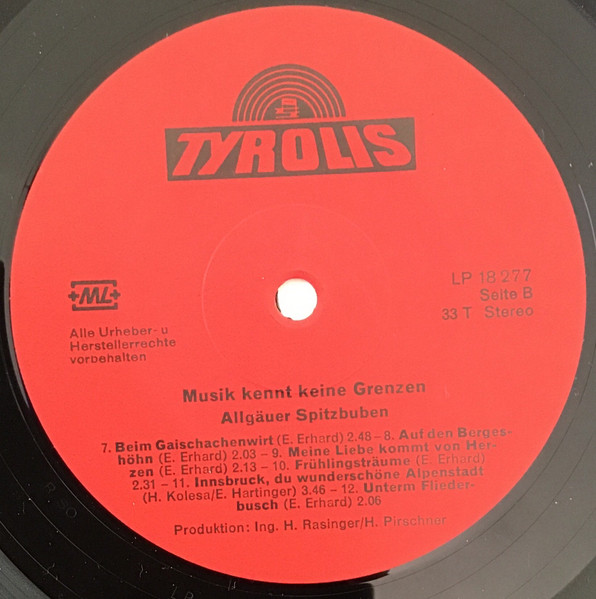 TYROLIS
+ML+
LP 18 277
Seite B
33 T Stereo
Alle Urheber- u
Herstellerrechte
vorbehalten
Musik kennt keine Grenzen
Allgäuer Spitzbuben
7. Beim Gaischachenwirt (E. Erhard) 2.48 – 8. Auf den Berges-
höhn (E. Erhard) 2.03 – 9. Meine Liebe kommt von Her-
zen (E. Erhard) 2.13 – 10. Frühlingsträume (E. Erhard)
2.31 – 11. Innsbruck, du wunderschöne Alpenstadt
(H. Kolesa/E. Hartinger) 3.46 – 12. Unterm Flieder-
busch (E. Erhard) 2.06
Produktion: Ing. H. Rasinger/H. Pirschner